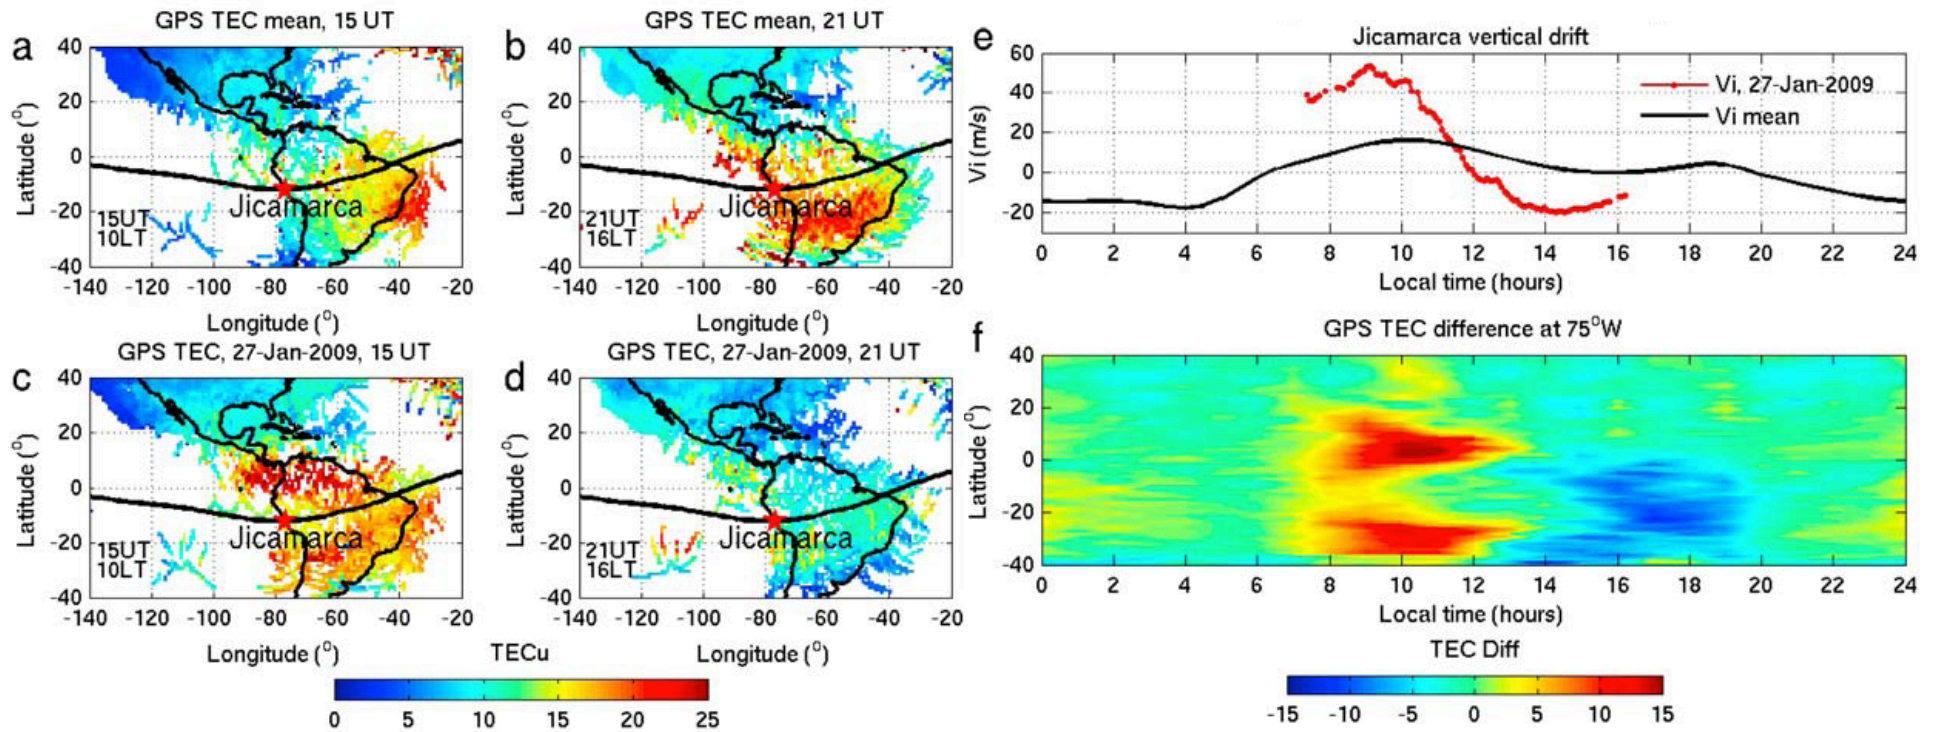 a
GPS TEC mean, 15 UT
40
20
0
-20
-40
Latitude (°)
15UT
10LT
Jicamarca
-140 -120 -100 -80 -60 -40 -20
Longitude (°)
b
GPS TEC mean, 21 UT
40
20
0
-20
-40
Latitude (°)
21UT
16LT
Jicamarca
-140 -120 -100 -80 -60 -40 -20
Longitude (°)
c
GPS TEC, 27-Jan-2009, 15 UT
40
20
0
-20
-40
Latitude (°)
15UT
10LT
Jicamarca
-140 -120 -100 -80 -60 -40 -20
Longitude (°)
d
GPS TEC, 27-Jan-2009, 21 UT
40
20
0
-20
-40
Latitude (°)
21UT
16LT
Jicamarca
-140 -120 -100 -80 -60 -40 -20
Longitude (°)
TECu
0 5 10 15 20 25
e
Jicamarca vertical drift
60
40
20
0
-20
Vi (m/s)
Vi, 27-Jan-2009
Vi mean
0 2 4 6 8 10 12 14 16 18 20 22 24
Local time (hours)
f
GPS TEC difference at 75°W
40
20
0
-20
-40
Latitude (°)
0 2 4 6 8 10 12 14 16 18 20 22 24
Local time (hours)
TEC Diff
-15 -10 -5 0 5 10 15